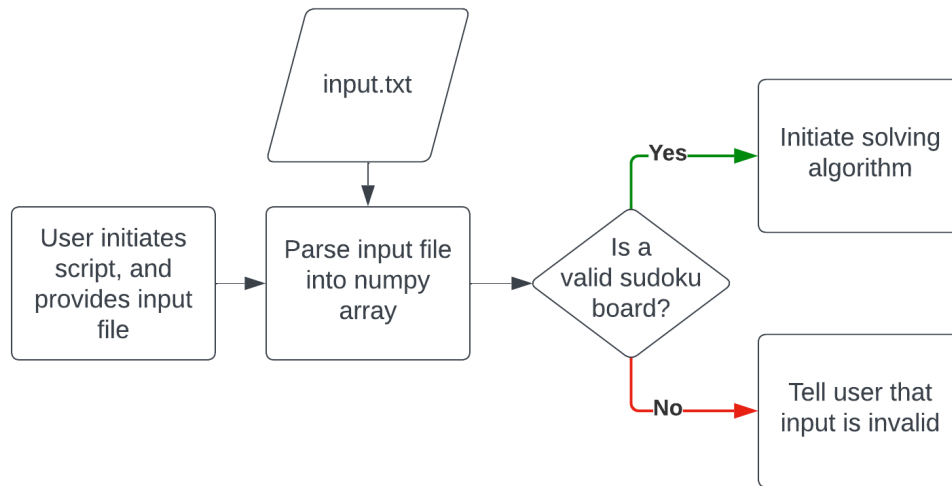 input.txt
User initiates
script, and
provides input
file
Parse input file
into numpy
array
Is a
valid sudoku
board?
Yes
Initiate solving
algorithm
No
Tell user that
input is invalid